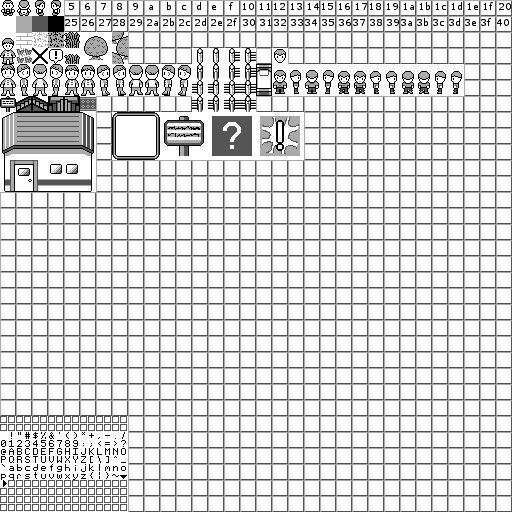 5 6 7 8 9 a b c d e f 10 11 12 13 14 15 16 17 18 19 1a 1b 1c 1d 1e 1f 20
25 26 27 28 29 2a 2b 2c 2d 2e 2f 30 31 32 33 34 35 36 37 38 39 3a 3b 3c 3d 3e 3f 40
!
? !
!"#$%&'()*+,-./
0123456789:;<=>?
@ABCDEFGHIJKLMNO
PQRSTUVWXYZ[\]^_
`abcdefghijklmno
pqrstuvwxyz{|}~